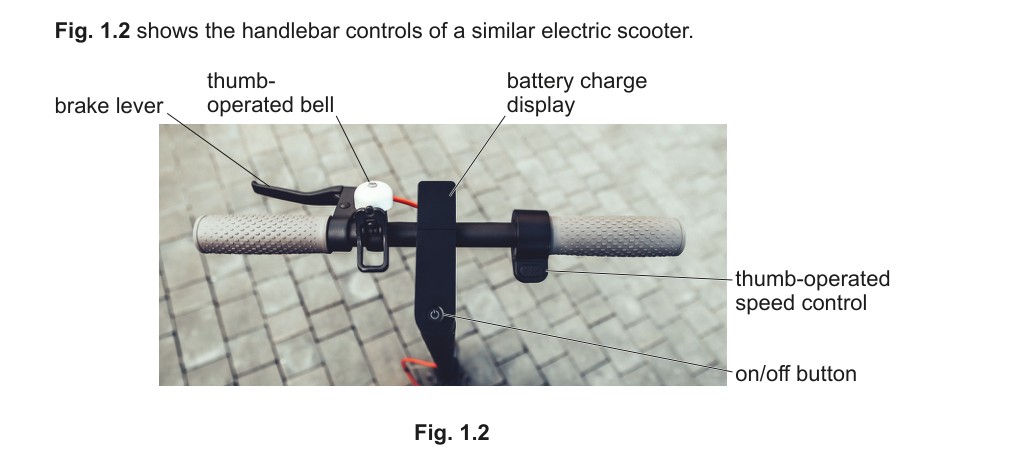 Fig. 1.2 shows the handlebar controls of a similar electric scooter.
brake lever
thumb-
operated bell
battery charge
display
thumb-operated
speed control
on/off button
Fig. 1.2